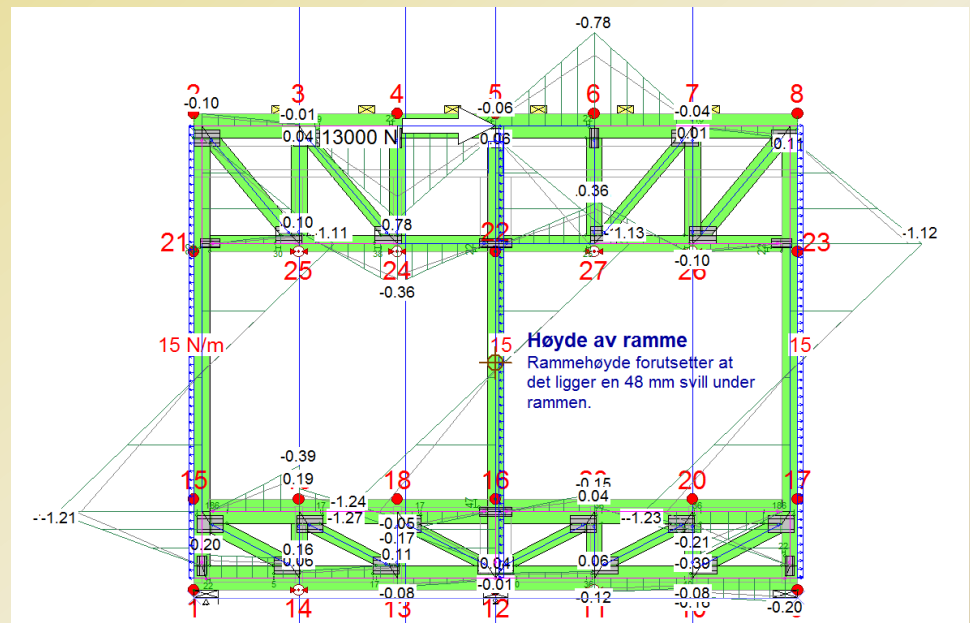 -0.78
2 3 4 5 6 7 8
-0.10 -0.01 -0.06 -0.04
0.04 13000 N 0.06 0.01 0.11
0.10 -1.11 0.78 0.36 -1.13 -1.12
21 22 23
25 24 27 26
-0.36 -0.10
15 N/m 15 15
Høyde av ramme
Rammehøyde forutsetter at
det ligger en 48 mm svill under
rammen.
-0.39
15 0.19 18 16 -0.15 20 17
-1.24 0.04
-1.21 -1.27 -0.05 -1.23
-0.17 -0.21
0.20 0.16 0.11 0.04 0.06 -0.39
0.06
0.01
-0.08 -0.12 -0.08 -0.20
1 14 13 12 11